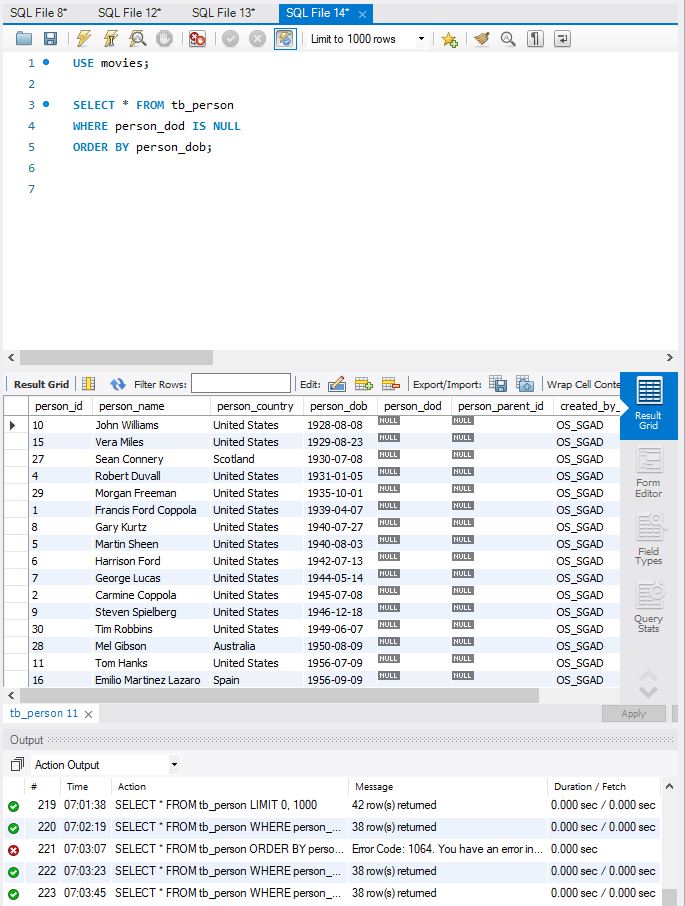 SQL File 8* SQL File 12* SQL File 13* SQL File 14*
Limit to 1000 rows
1 USE movies;
2
3 SELECT * FROM tb_person
4 WHERE person_dod IS NULL
5 ORDER BY person_dob;
6
7
Result Grid Filter Rows: Edit: Export/Import: Wrap Cell Conte
person_id person_name person_country person_dob person_dod person_parent_id created_by_
10 John Williams United States 1928-08-08 NULL NULL OS_SGAD
15 Vera Miles United States 1929-08-23 NULL NULL OS_SGAD
27 Sean Connery Scotland 1930-07-08 NULL NULL OS_SGAD
4 Robert Duvall United States 1931-01-05 NULL NULL OS_SGAD
29 Morgan Freeman United States 1935-10-01 NULL NULL OS_SGAD
1 Francis Ford Coppola United States 1939-04-07 NULL NULL OS_SGAD
8 Gary Kurtz United States 1940-07-27 NULL NULL OS_SGAD
5 Martin Sheen United States 1940-08-03 NULL NULL OS_SGAD
6 Harrison Ford United States 1942-07-13 NULL NULL OS_SGAD
7 George Lucas United States 1944-05-14 NULL NULL OS_SGAD
2 Carmine Coppola United States 1945-07-08 NULL NULL OS_SGAD
9 Steven Spielberg United States 1946-12-18 NULL NULL OS_SGAD
30 Tim Robbins United States 1949-06-07 NULL NULL OS_SGAD
28 Mel Gibson Australia 1950-08-09 NULL NULL OS_SGAD
11 Tom Hanks United States 1956-07-09 NULL NULL OS_SGAD
16 Emilio Martinez Lazaro Spain 1956-09-09 NULL NULL OS_SGAD
Result
Grid
Form
Editor
Field
Types
Query
Stats
tb_person 11 Apply
Output
Action Output
# Time Action Message Duration / Fetch
219 07:01:38 SELECT * FROM tb_person LIMIT 0, 1000 42 row(s) returned 0.000 sec / 0.000 sec
220 07:02:19 SELECT * FROM tb_person WHERE person_... 38 row(s) returned 0.000 sec / 0.000 sec
221 07:03:07 SELECT * FROM tb_person ORDER BY perso... Error Code: 1064. You have an error in... 0.000 sec
222 07:03:23 SELECT * FROM tb_person WHERE person_... 38 row(s) returned 0.000 sec / 0.000 sec
223 07:03:45 SELECT * FROM tb_person WHERE person_... 38 row(s) returned 0.000 sec / 0.000 sec